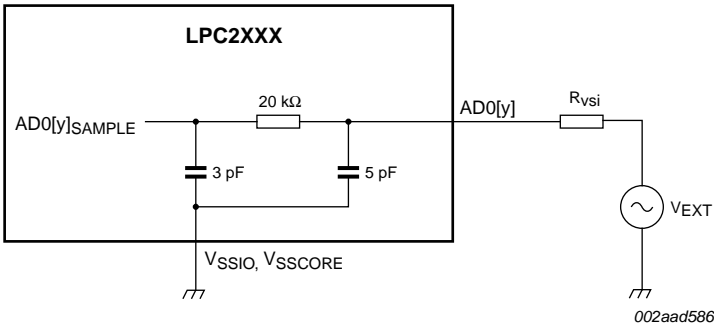 LPC2XXX
20 kΩ
AD0[y]
Rvsi
AD0[y]SAMPLE
3 pF
5 pF
VEXT
VSSIO, VSSCORE
002aad586